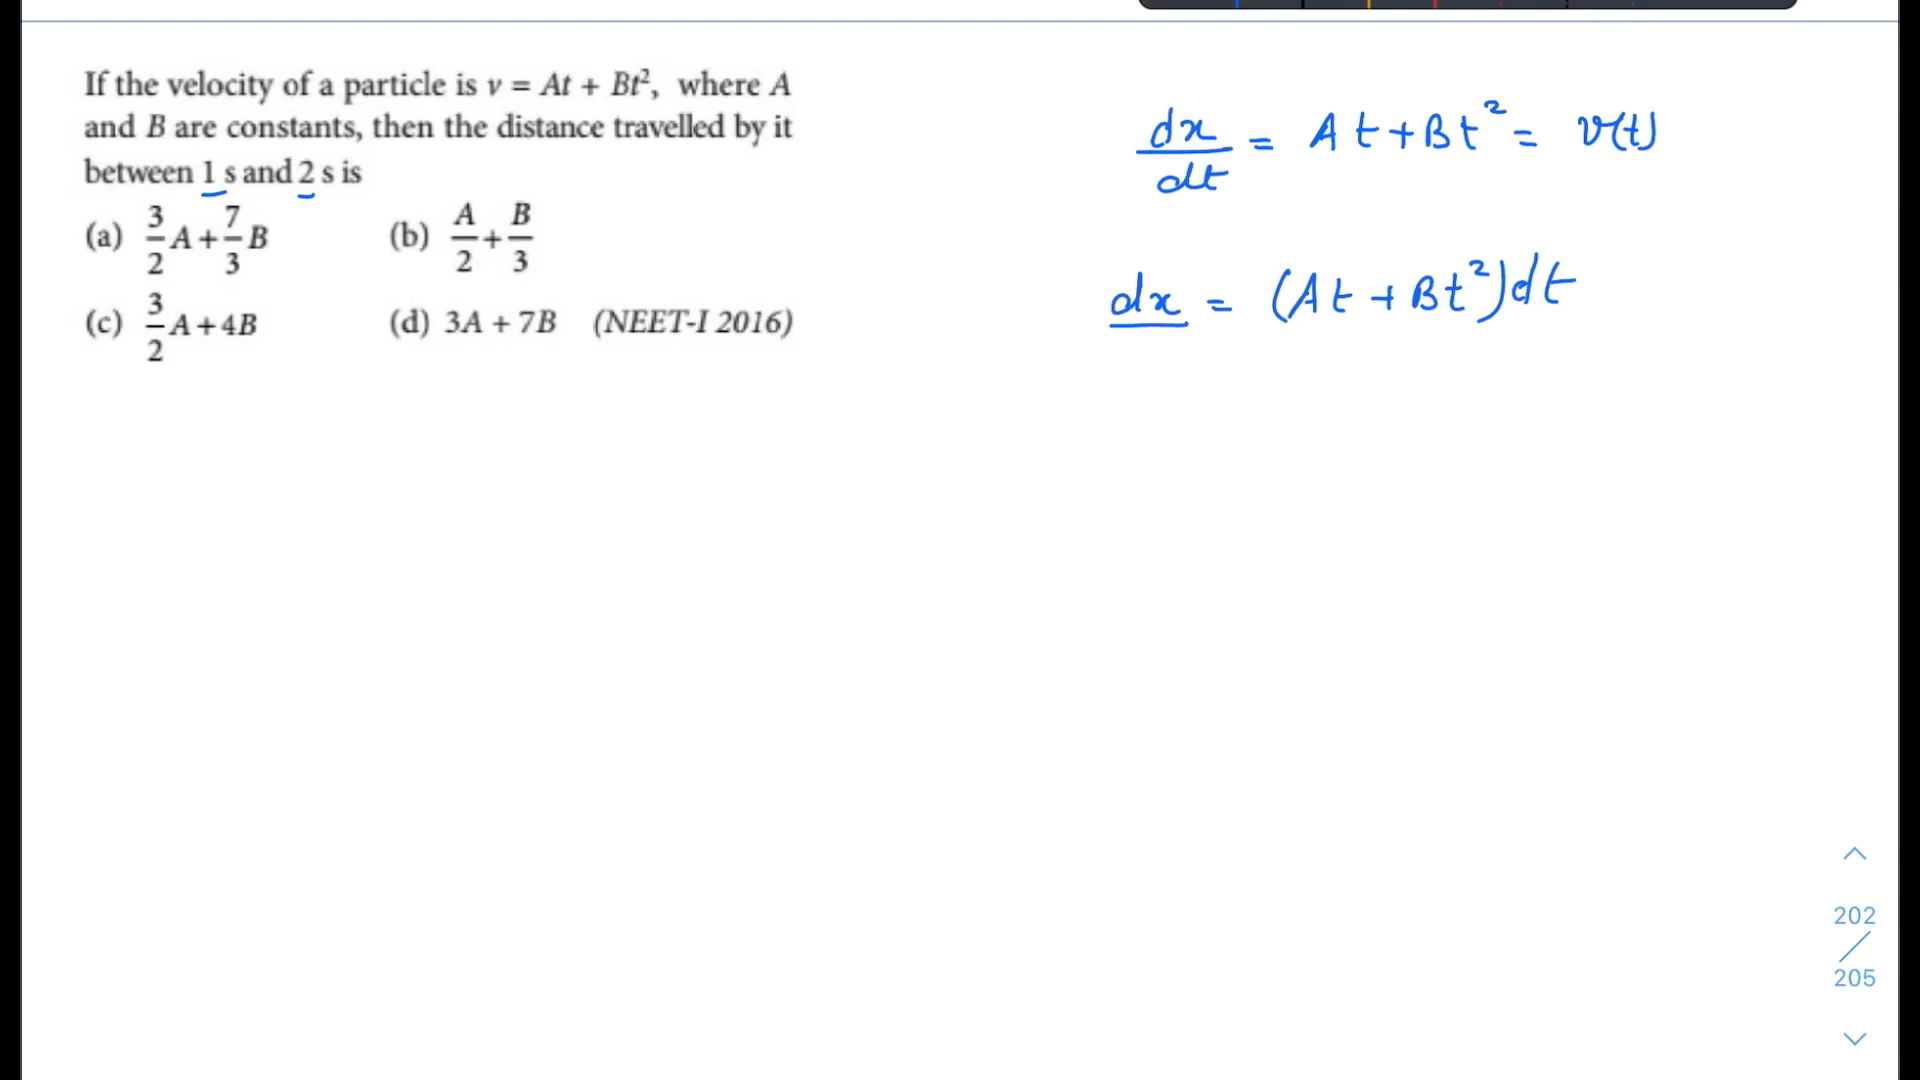 If the velocity of a particle is v = At + Bt², where A
and B are constants, then the distance travelled by it
between 1 s and 2 s is
(a) 3/2 A + 7/3 B (b) A/2 + B/3
(c) 3/2 A + 4B (d) 3A + 7B (NEET-I 2016)
dx/dt = At + Bt² = v(t)
dx = (At + Bt²)dt
202
/
205